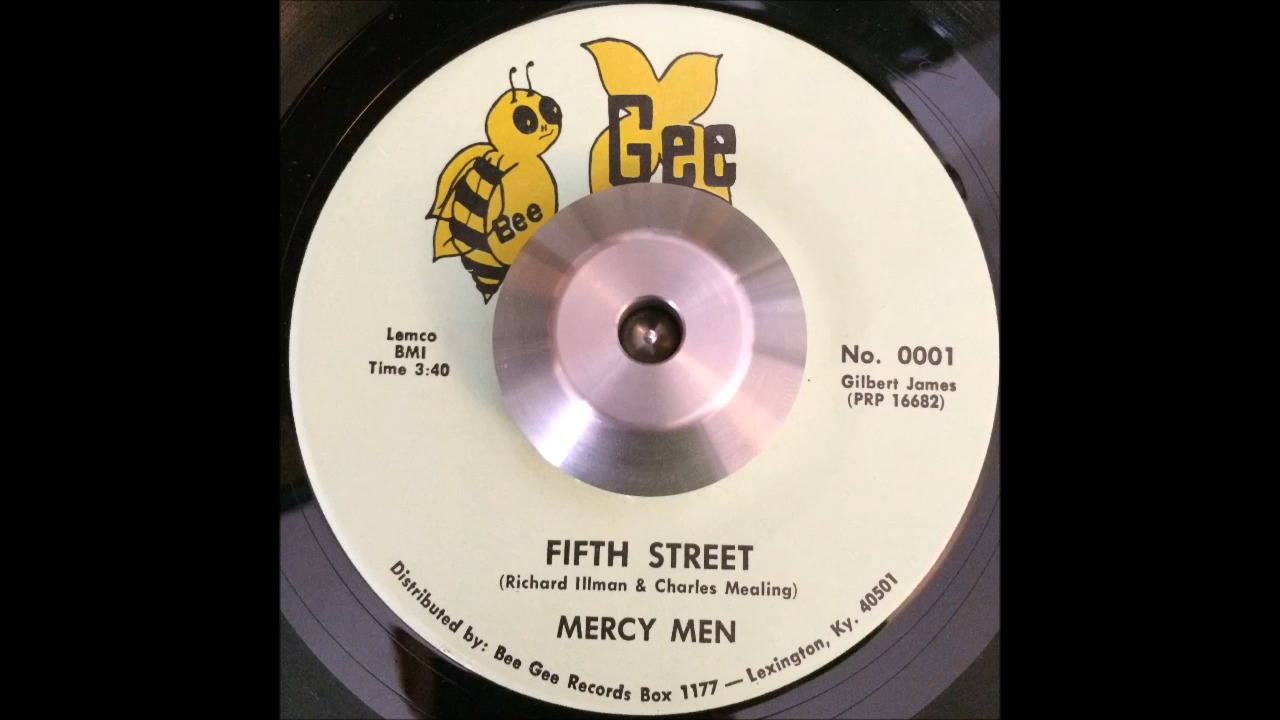 Bee
Gee
Lemco
BMI
Time 3:40
No. 0001
Gilbert James
(PRP 16682)
FIFTH STREET
(Richard Illman & Charles Mealing)
MERCY MEN
Distributed by: Bee Gee Records Box 1177 — Lexington, Ky. 40501